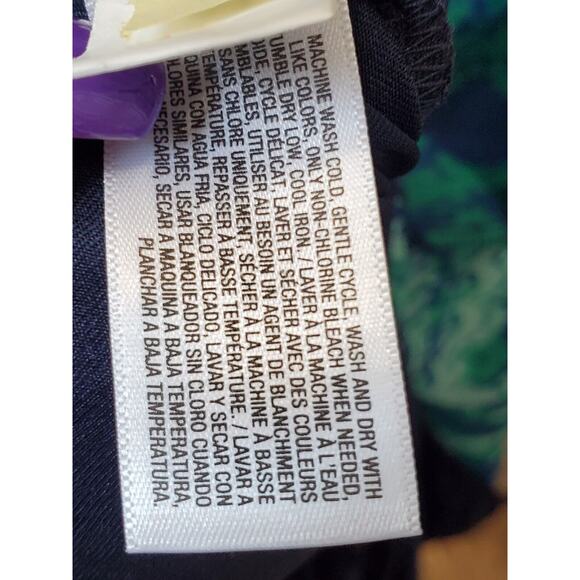 MACHINE WASH COLD, GENTLE CYCLE, WASH AND DRY WITH
LIKE COLORS, ONLY NON-CHLORINE BLEACH WHEN NEEDED,
UMBLE DRY LOW, COOL IRON. / LAVER À LA MACHINE À L'EAU
OIDE, CYCLE DÉLICAT, LAVER ET SÉCHER AVEC DES COULEURS
MBLABLES, UTILISER AU BESOIN UN AGENT DE BLANCHIMENT
SANS CHLORE UNIQUEMENT, SÉCHER À LA MACHINE À BASSE
TEMPÉRATURE, REPASSER À BASSE TEMPÉRATURE. / LAVAR A
QUINA CON AGUA FRIA, CICLO DELICADO, LAVAR Y SECAR CON
OLORES SIMILARES, USAR BLANQUEADOR SIN CLORO CUANDO
NECESARIO, SECAR A MAQUINA A BAJA TEMPERATURA,
PLANCHAR A BAJA TEMPERATURA.